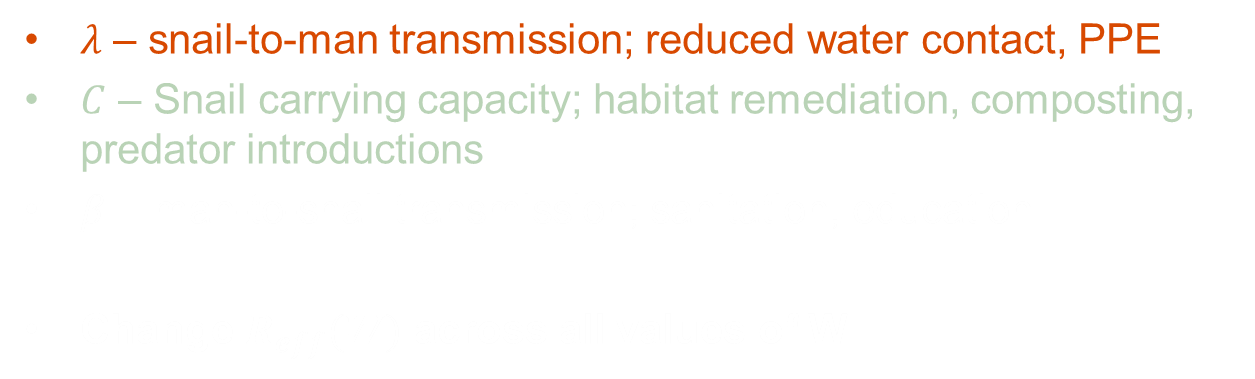 • λ – snail-to-man transmission; reduced water contact, PPE
• C – Snail carrying capacity; habitat remediation, composting,
predator introductions